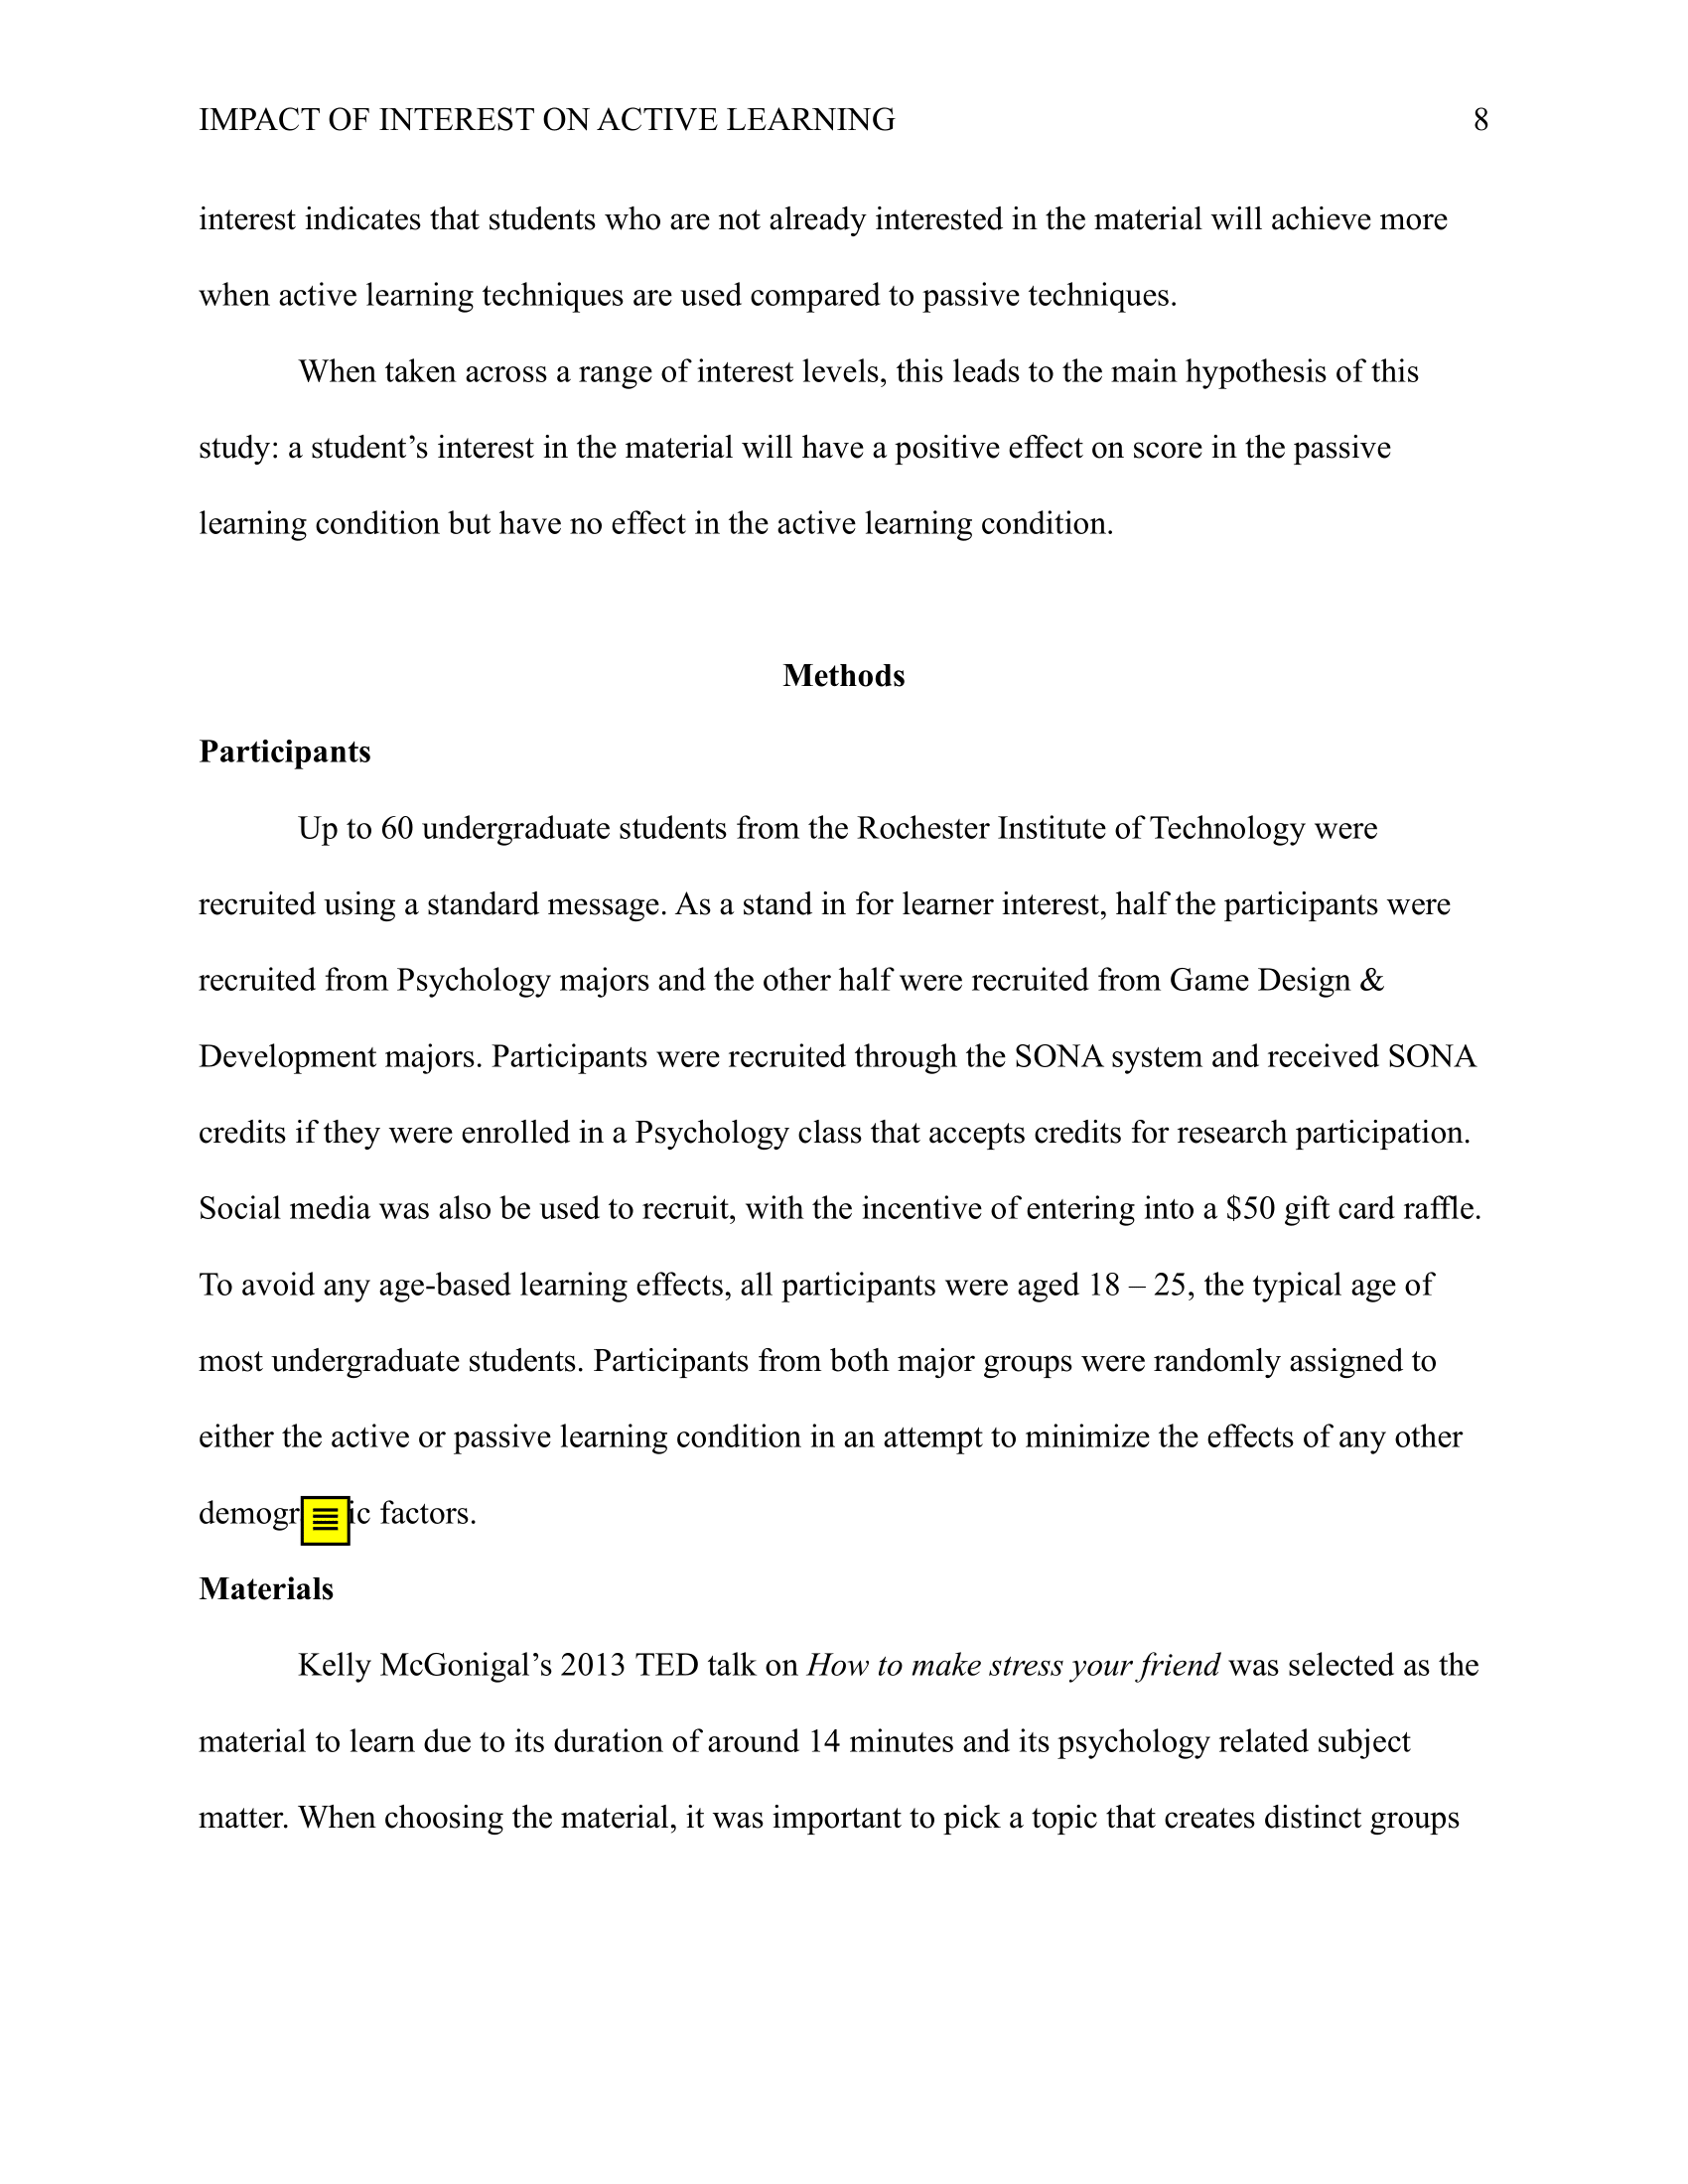 IMPACT OF INTEREST ON ACTIVE LEARNING 8
interest indicates that students who are not already interested in the material will achieve more
when active learning techniques are used compared to passive techniques.
When taken across a range of interest levels, this leads to the main hypothesis of this
study: a student’s interest in the material will have a positive effect on score in the passive
learning condition but have no effect in the active learning condition.
Methods
Participants
Up to 60 undergraduate students from the Rochester Institute of Technology were
recruited using a standard message. As a stand in for learner interest, half the participants were
recruited from Psychology majors and the other half were recruited from Game Design &
Development majors. Participants were recruited through the SONA system and received SONA
credits if they were enrolled in a Psychology class that accepts credits for research participation.
Social media was also be used to recruit, with the incentive of entering into a $50 gift card raffle.
To avoid any age-based learning effects, all participants were aged 18 – 25, the typical age of
most undergraduate students. Participants from both major groups were randomly assigned to
either the active or passive learning condition in an attempt to minimize the effects of any other
factors.
Materials
Kelly McGonigal’s 2013 TED talk on How to make stress your friend was selected as the
material to learn due to its duration of around 14 minutes and its psychology related subject
matter. When choosing the material, it was important to pick a topic that creates distinct groups